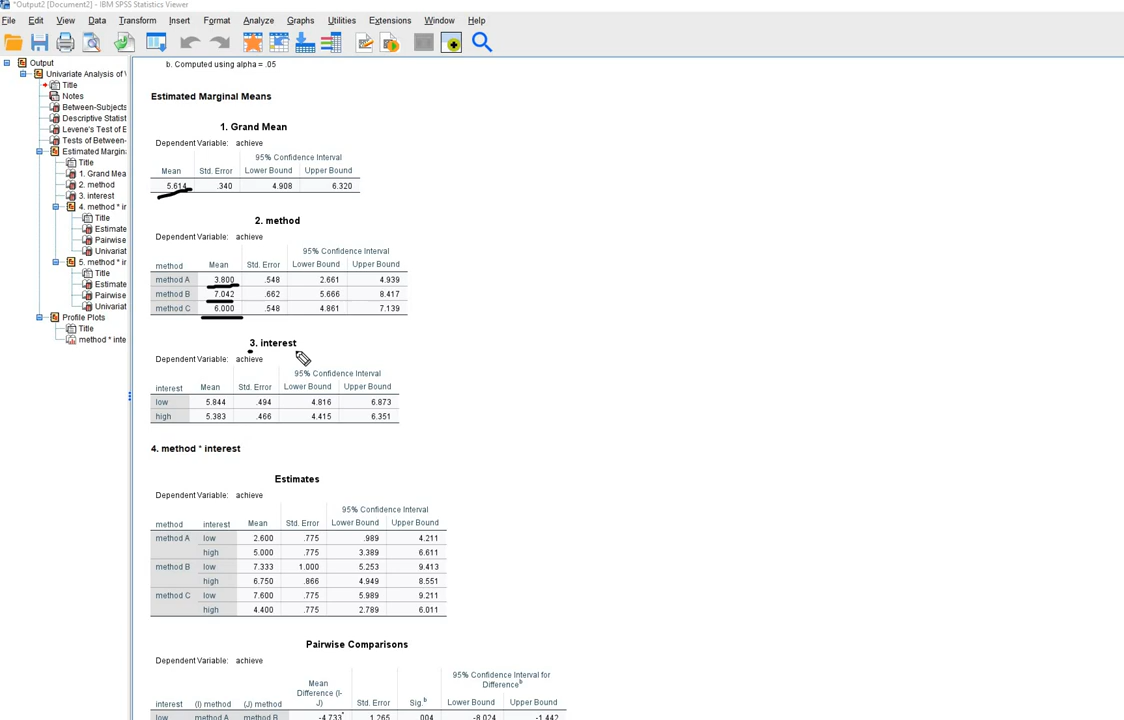 *Output2 [Document2] - IBM SPSS Statistics Viewer
File Edit View Data Transform Insert Format Analyze Graphs Utilities Extensions Window Help
Output
Univariate Analysis of
Title
Notes
Between-Subjects
Descriptive Statist
Levene's Test of E
Tests of Between-
Estimated Margin
Title
1. Grand Mea
2. method
3. interest
4. method * ir
Title
Estimate
Pairwise
Univariat
5. method * ir
Title
Estimate
Pairwise
Univariat
Profile Plots
Title
method * inte
b. Computed using alpha = .05
Estimated Marginal Means
1. Grand Mean
Dependent Variable: achieve
95% Confidence Interval
Mean Std. Error Lower Bound Upper Bound
5.614 .340 4.908 6.320
2. method
Dependent Variable: achieve
95% Confidence Interval
method Mean Std. Error Lower Bound Upper Bound
method A 3.800 .548 2.661 4.939
method B 7.042 .662 5.666 8.417
method C 6.000 .548 4.861 7.139
3. interest
Dependent Variable: achieve
95% Confidence Interval
interest Mean Std. Error Lower Bound Upper Bound
low 5.844 .494 4.816 6.873
high 5.383 .466 4.415 6.351
4. method * interest
Estimates
Dependent Variable: achieve
95% Confidence Interval
method interest Mean Std. Error Lower Bound Upper Bound
method A low 2.600 .775 .989 4.211
high 5.000 .775 3.389 6.611
method B low 7.333 1.000 5.253 9.413
high 6.750 .866 4.949 8.551
method C low 7.600 .775 5.989 9.211
high 4.400 .775 2.789 6.011
Pairwise Comparisons
Dependent Variable: achieve
95% Confidence Interval for
Difference^b
Mean
Difference (I-
J)
interest (I) method (J) method Std. Error Sig.^b Lower Bound Upper Bound
low method A method B -4.733* 1.265 .004 -8.024 -1.442